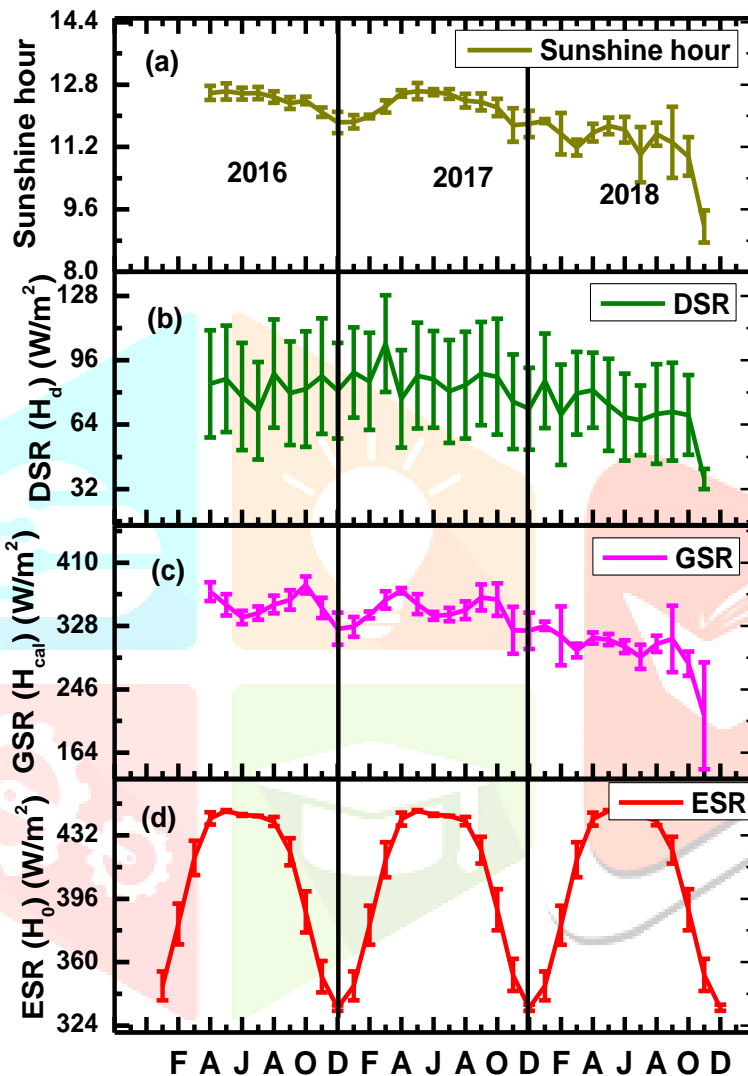 14.4
12.8
11.2
9.6
8.0
Sunshine hour
(a)
Sunshine hour
2016
2017
2018
128
96
64
32
DSR (H_d) (W/m²)
(b)
DSR
410
328
246
164
GSR (H_cal) (W/m²)
(c)
GSR
432
396
360
324
ESR (H_0) (W/m²)
(d)
ESR
F A J A O D F A J A O D F A J A O D